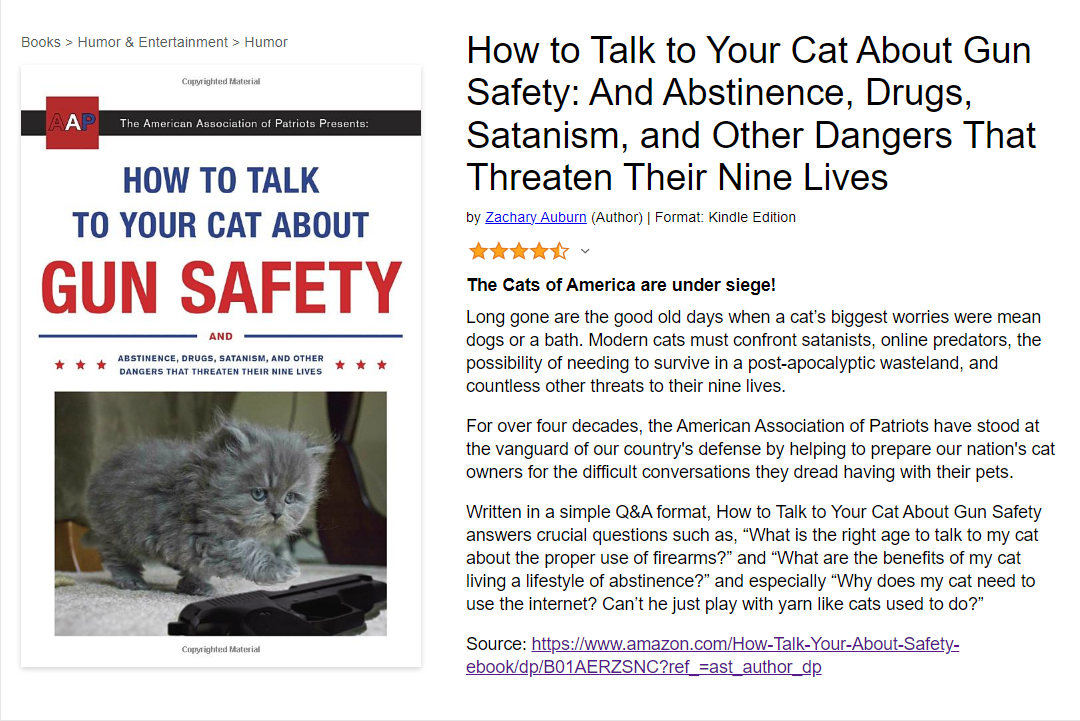 Books > Humor & Entertainment > Humor
Copyrighted Material
AAP
The American Association of Patriots Presents:
HOW TO TALK
TO YOUR CAT ABOUT
GUN SAFETY
AND
ABSTINENCE, DRUGS, SATANISM, AND OTHER
DANGERS THAT THREATEN THEIR NINE LIVES
Copyrighted Material
How to Talk to Your Cat About Gun
Safety: And Abstinence, Drugs,
Satanism, and Other Dangers That
Threaten Their Nine Lives
by Zachary Auburn (Author) | Format: Kindle Edition
The Cats of America are under siege!
Long gone are the good old days when a cat’s biggest worries were mean
dogs or a bath. Modern cats must confront satanists, online predators, the
possibility of needing to survive in a post-apocalyptic wasteland, and
countless other threats to their nine lives.
For over four decades, the American Association of Patriots have stood at
the vanguard of our country's defense by helping to prepare our nation's cat
owners for the difficult conversations they dread having with their pets.
Written in a simple Q&A format, How to Talk to Your Cat About Gun Safety
answers crucial questions such as, “What is the right age to talk to my cat
about the proper use of firearms?” and “What are the benefits of my cat
living a lifestyle of abstinence?” and especially “Why does my cat need to
use the internet? Can’t he just play with yarn like cats used to do?”
Source: https://www.amazon.com/How-Talk-Your-About-Safety-
ebook/dp/B01AERZSNC?ref_=ast_author_dp